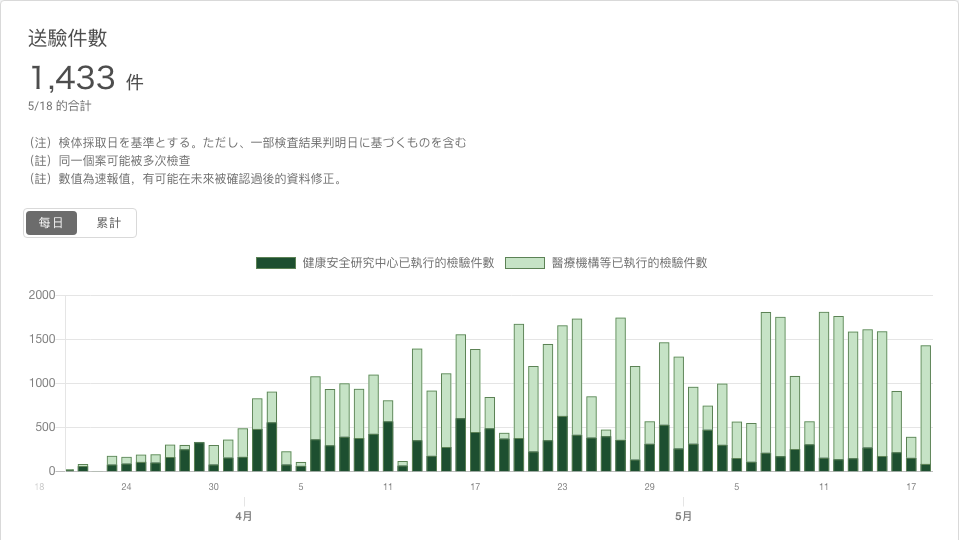 送驗件數
1,433 件
5/18 的合計
（注）検体採取日を基準とする。ただし、一部検査結果判明日に基づくものを含む
（註）同一個案可能被多次檢查
（註）數值為速報值，有可能在未來被確認過後的資料修正。
每日 累計
健康安全研究中心已執行的檢驗件數 醫療機構等已執行的檢驗件數
2000
1500
1000
500
0
18 24 30 5 11 17 23 29 5 11 17
4月 5月